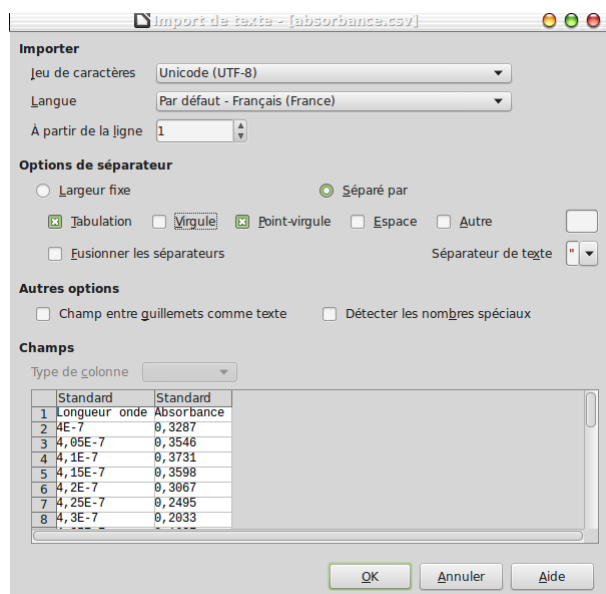 Import de texte - [absorbance.csv]
Importer
Jeu de caractères Unicode (UTF-8)
Langue Par défaut - Français (France)
À partir de la ligne 1
Options de séparateur
Largeur fixe Séparé par
Tabulation Virgule Point-virgule Espace Autre
Fusionner les séparateurs Séparateur de texte "
Autres options
Champ entre guillemets comme texte Détecter les nombres spéciaux
Champs
Type de colonne
Standard Standard
1 Longueur onde Absorbance
2 4E-7 0,3287
3 4,05E-7 0,3546
4 4,1E-7 0,3731
5 4,15E-7 0,3598
6 4,2E-7 0,3067
7 4,25E-7 0,2495
8 4,3E-7 0,2033
OK Annuler Aide